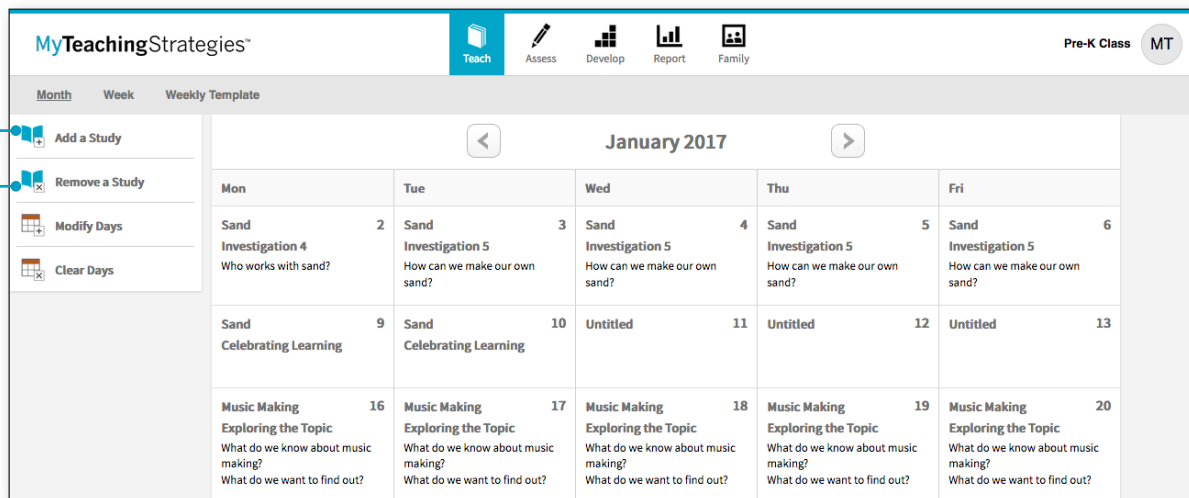 MyTeachingStrategies™
Teach
Assess
Develop
Report
Family
Pre-K Class
MT
Month
Week
Weekly Template
Add a Study
Remove a Study
Modify Days
Clear Days
January 2017
Mon
Tue
Wed
Thu
Fri
Sand 2
Investigation 4
Who works with sand?
Sand 3
Investigation 5
How can we make our own
sand?
Sand 4
Investigation 5
How can we make our own
sand?
Sand 5
Investigation 5
How can we make our own
sand?
Sand 6
Investigation 5
How can we make our own
sand?
Sand 9
Celebrating Learning
Sand 10
Celebrating Learning
Untitled 11
Untitled 12
Untitled 13
Music Making 16
Exploring the Topic
What do we know about music
making?
What do we want to find out?
Music Making 17
Exploring the Topic
What do we know about music
making?
What do we want to find out?
Music Making 18
Exploring the Topic
What do we know about music
making?
What do we want to find out?
Music Making 19
Exploring the Topic
What do we know about music
making?
What do we want to find out?
Music Making 20
Exploring the Topic
What do we know about music
making?
What do we want to find out?